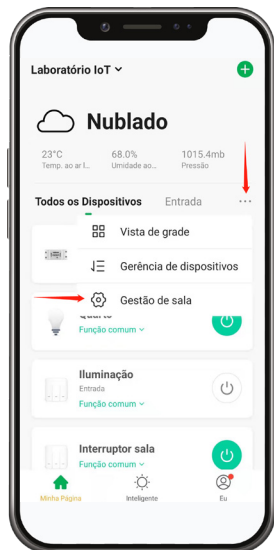 Laboratório IoT
Nublado
23°C 68.0% 1015.4mb
Temp. ao ar l... Umidade ao... Pressão
Todos os Dispositivos Entrada ...
Vista de grade
Gerência de dispositivos
Gestão de sala
Quarto
Função comum
Iluminação
Entrada
Função comum
Interruptor sala
Função comum
Minha Página Inteligente Eu